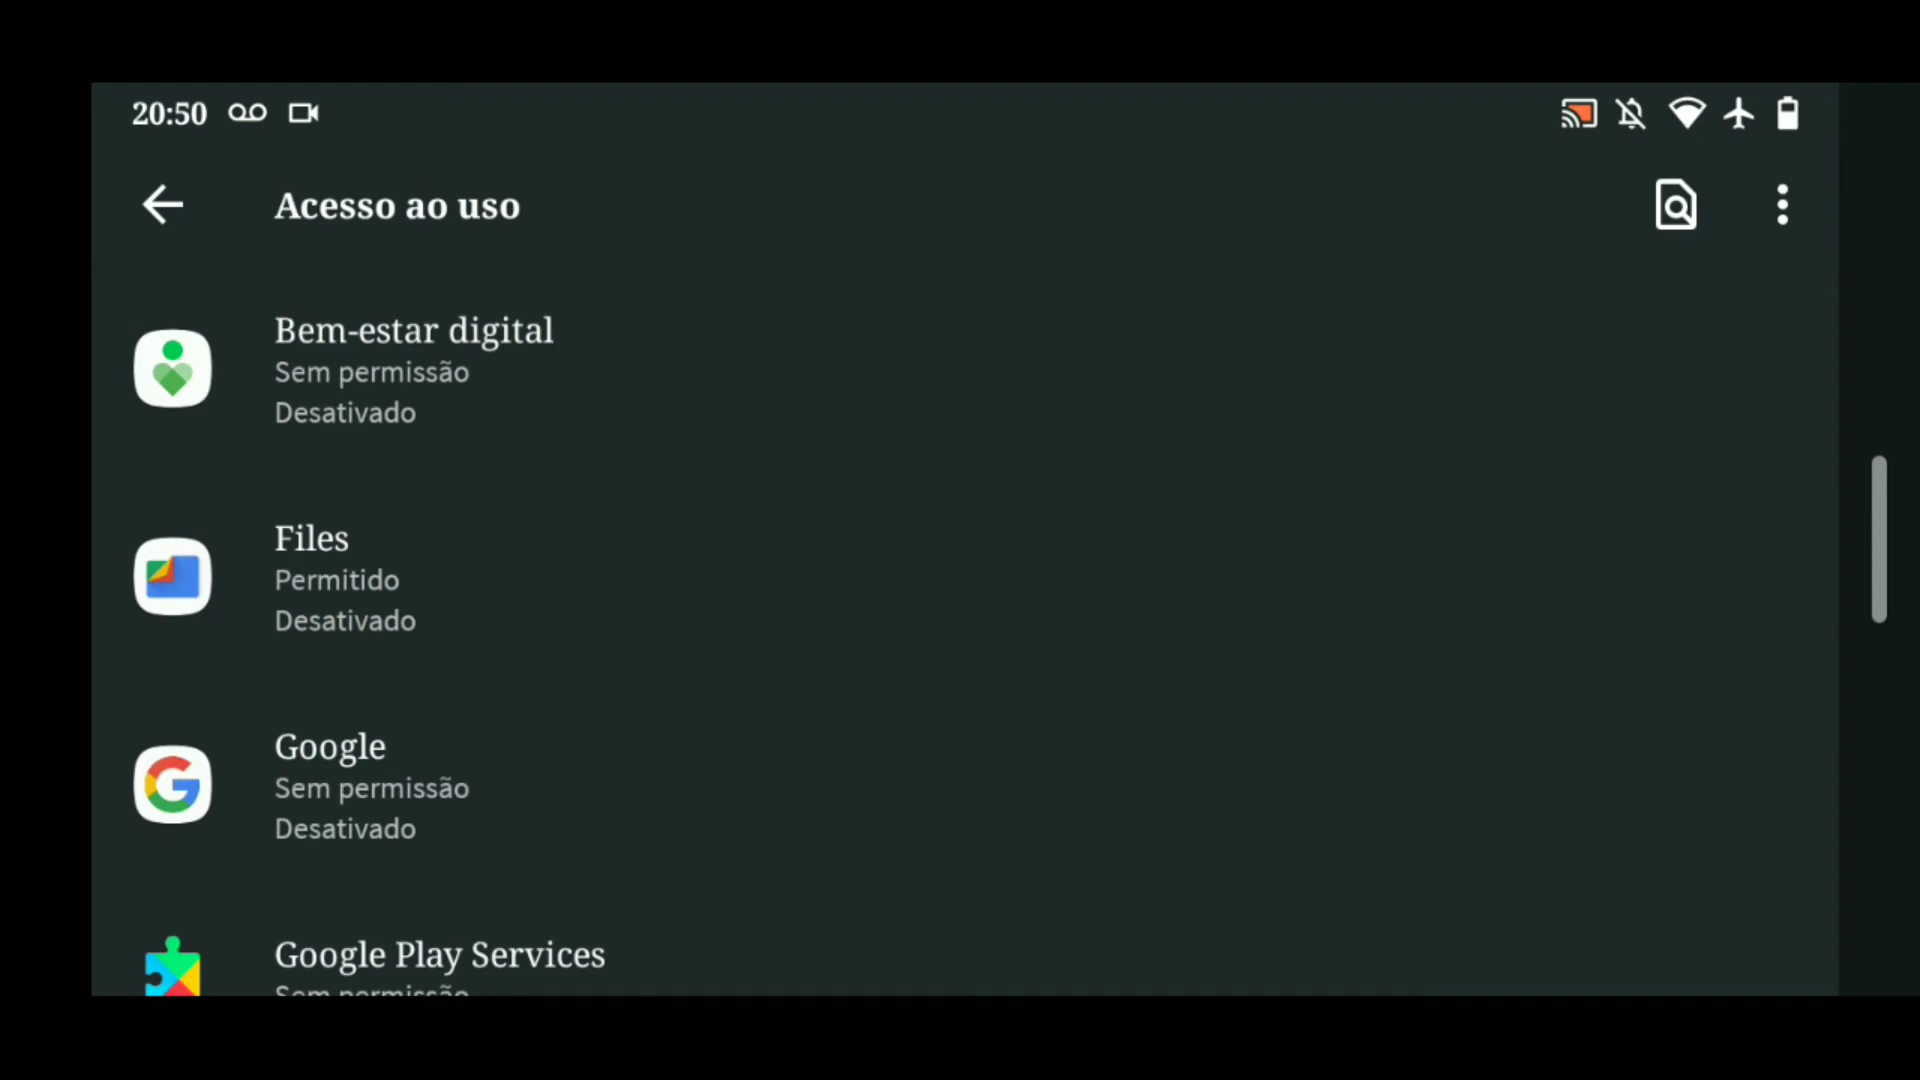 20:50
Acesso ao uso
Bem-estar digital
Sem permissão
Desativado
Files
Permitido
Desativado
Google
Sem permissão
Desativado
Google Play Services
Sem permissão